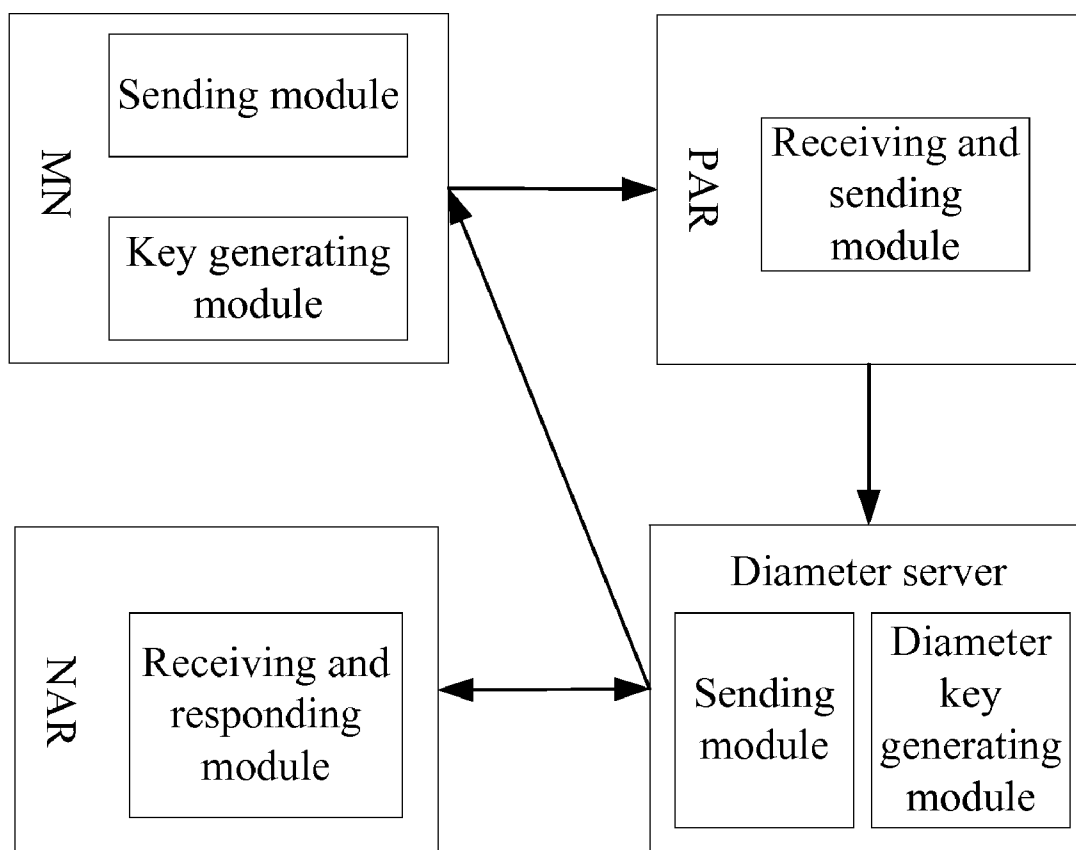 MN
Sending module
Key generating
module
PAR
Receiving and
sending
module
NAR
Receiving and
responding
module
Diameter server
Sending
module
Diameter
key
generating
module